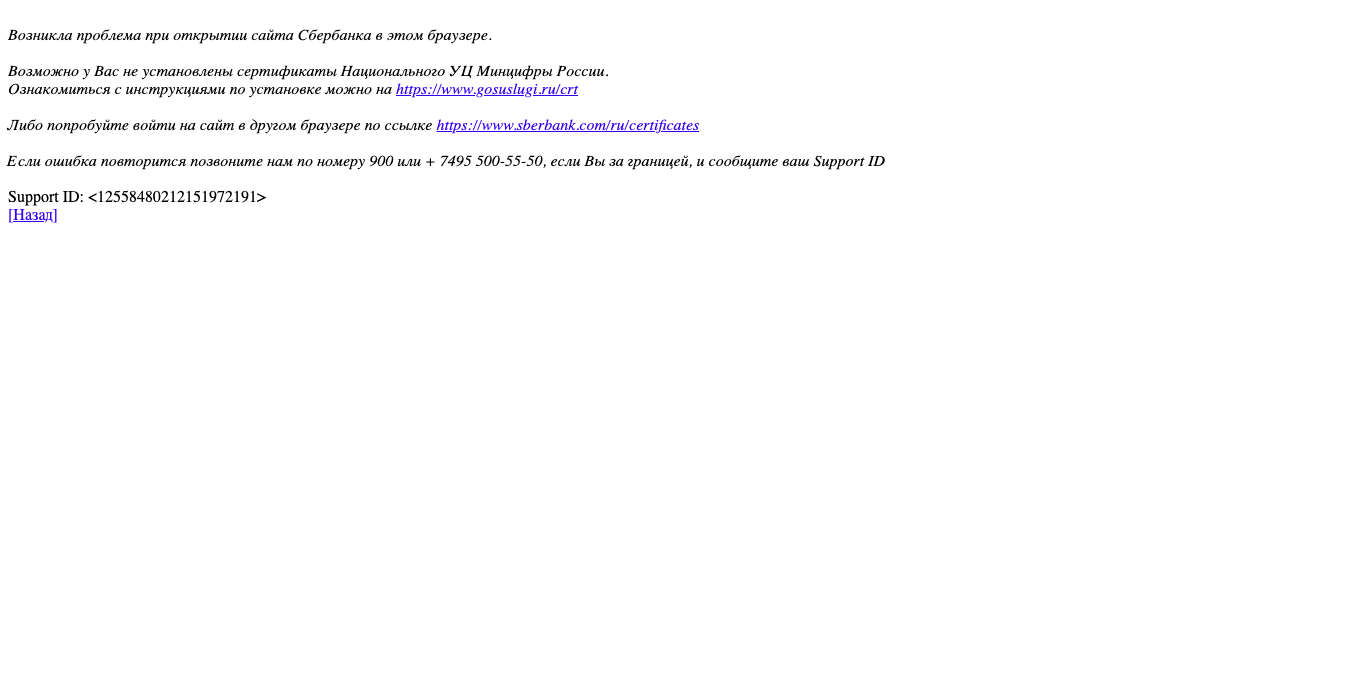 Возникла проблема при открытии сайта Сбербанка в этом браузере.
Возможно у Вас не установлены сертификаты Национального УЦ Минцифры России.
Ознакомиться с инструкциями по установке можно на https://www.gosuslugi.ru/crt
Либо попробуйте войти на сайт в другом браузере по ссылке https://www.sberbank.com/ru/certificates
Если ошибка повторится позвоните нам по номеру 900 или + 7495 500-55-50, если Вы за границей, и сообщите ваш Support ID
Support ID: <12558480212151972191>
[Назад]